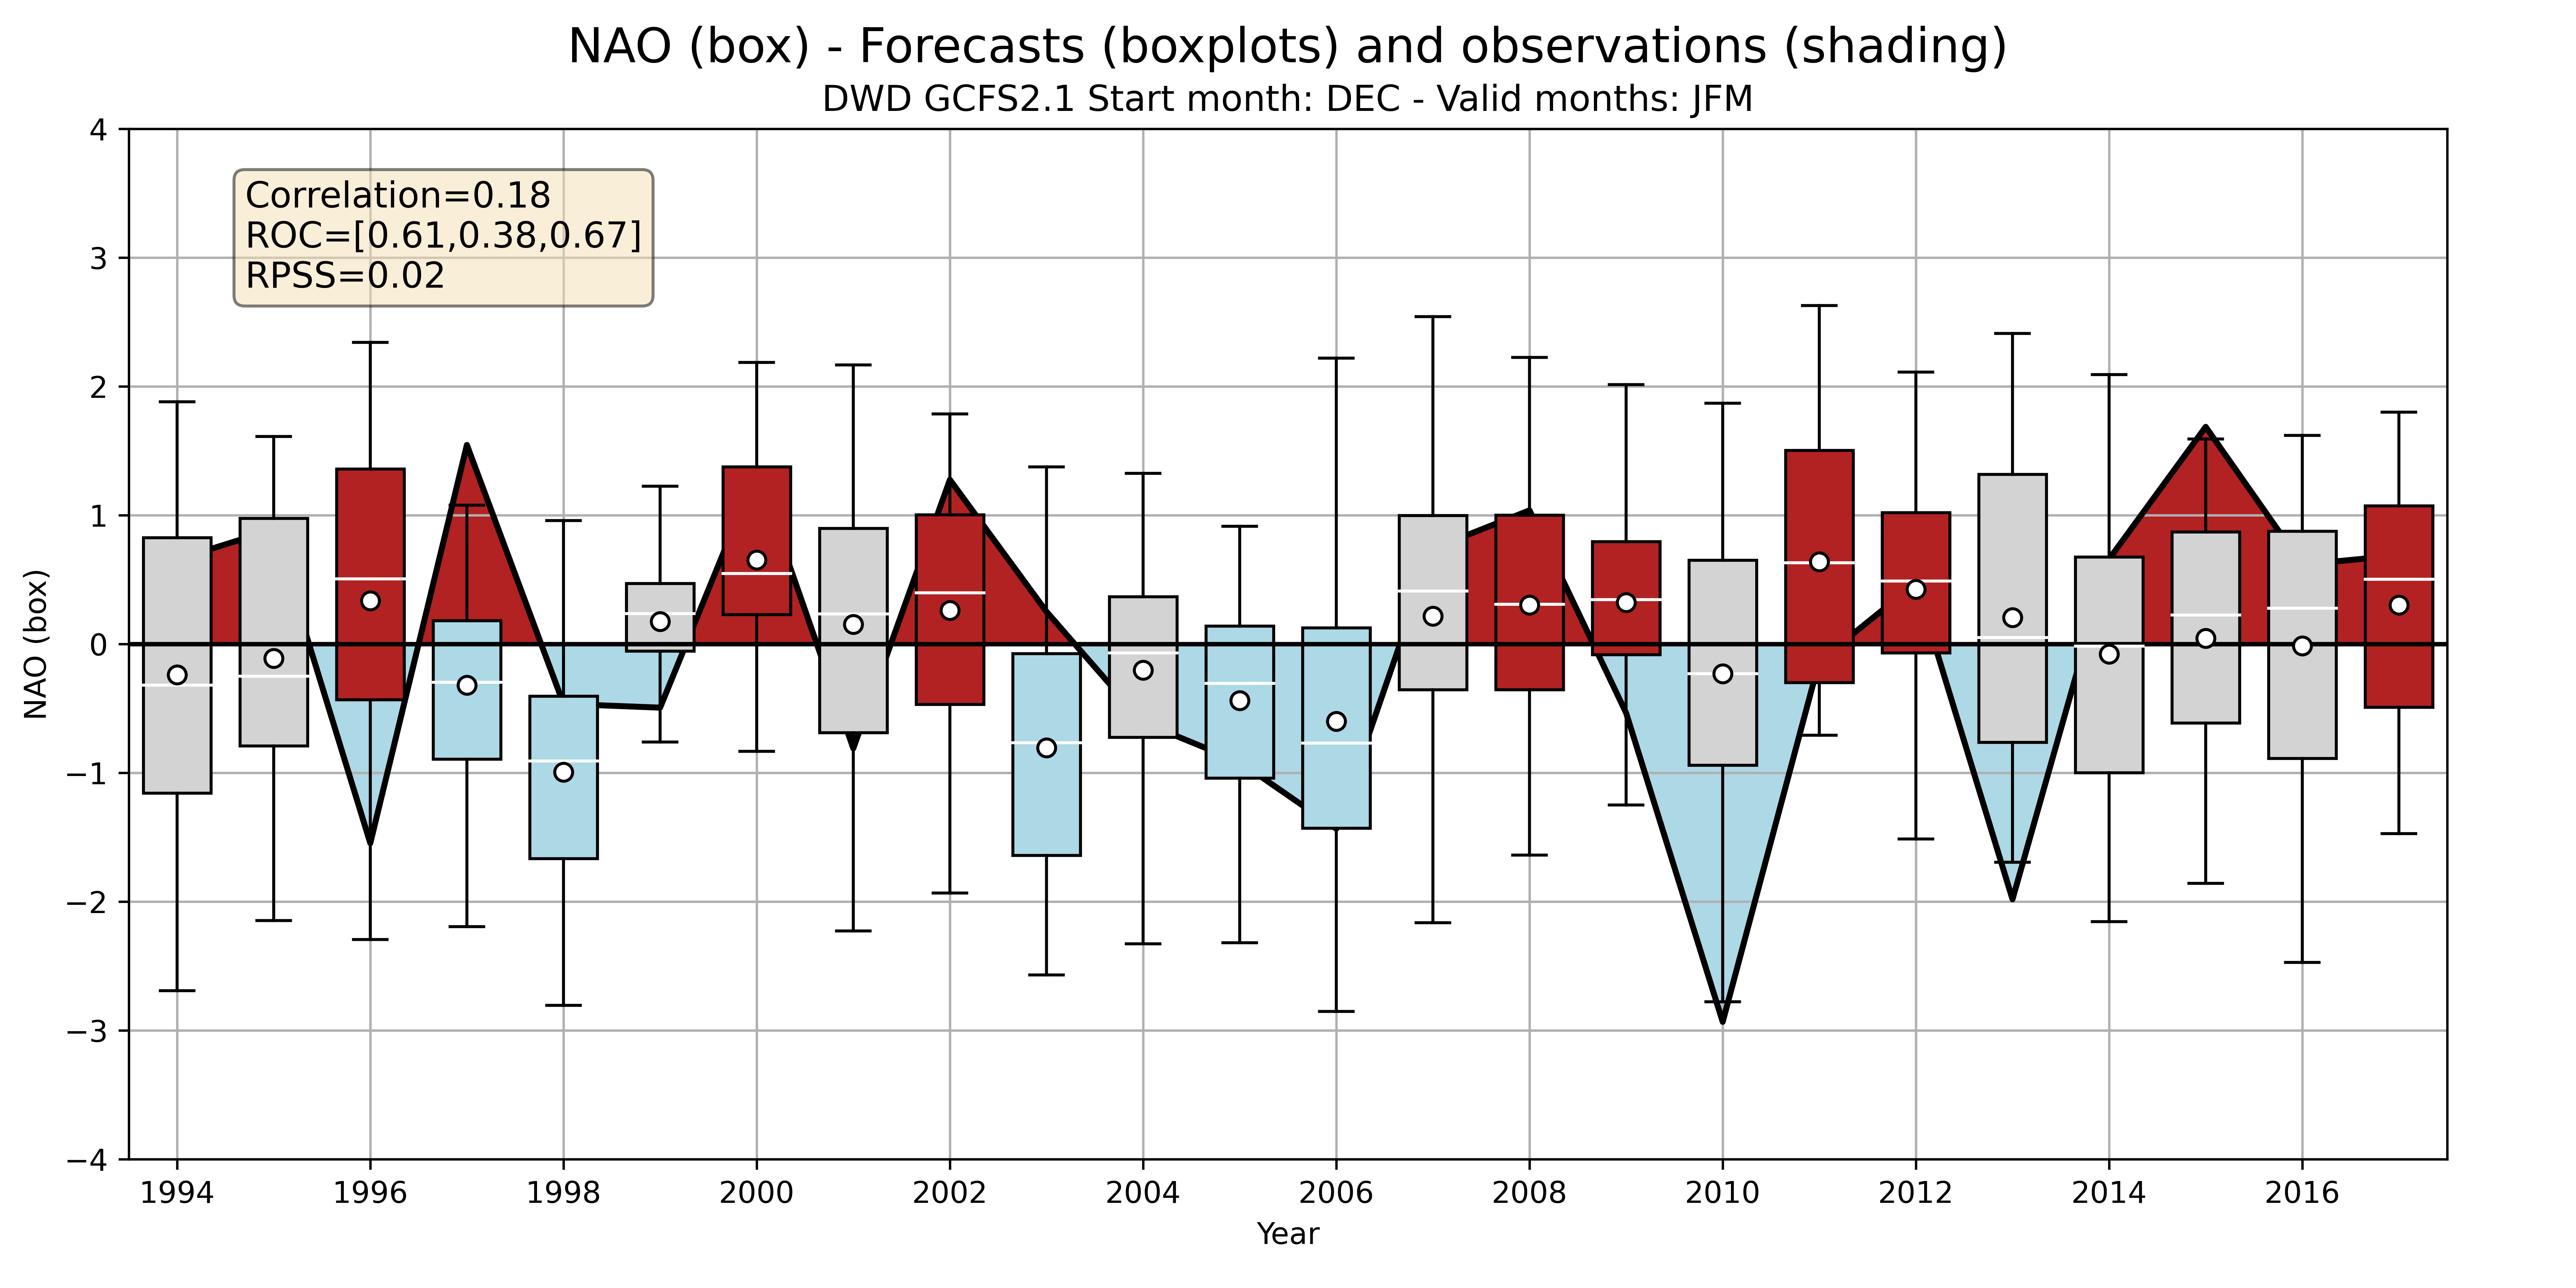 NAO (box) - Forecasts (boxplots) and observations (shading)
DWD GCFS2.1 Start month: DEC - Valid months: JFM
Correlation=0.18
ROC=[0.61,0.38,0.67]
RPSS=0.02
NAO (box)
4
3
2
1
0
−1
−2
−3
−4
1994 1996 1998 2000 2002 2004 2006 2008 2010 2012 2014 2016
Year